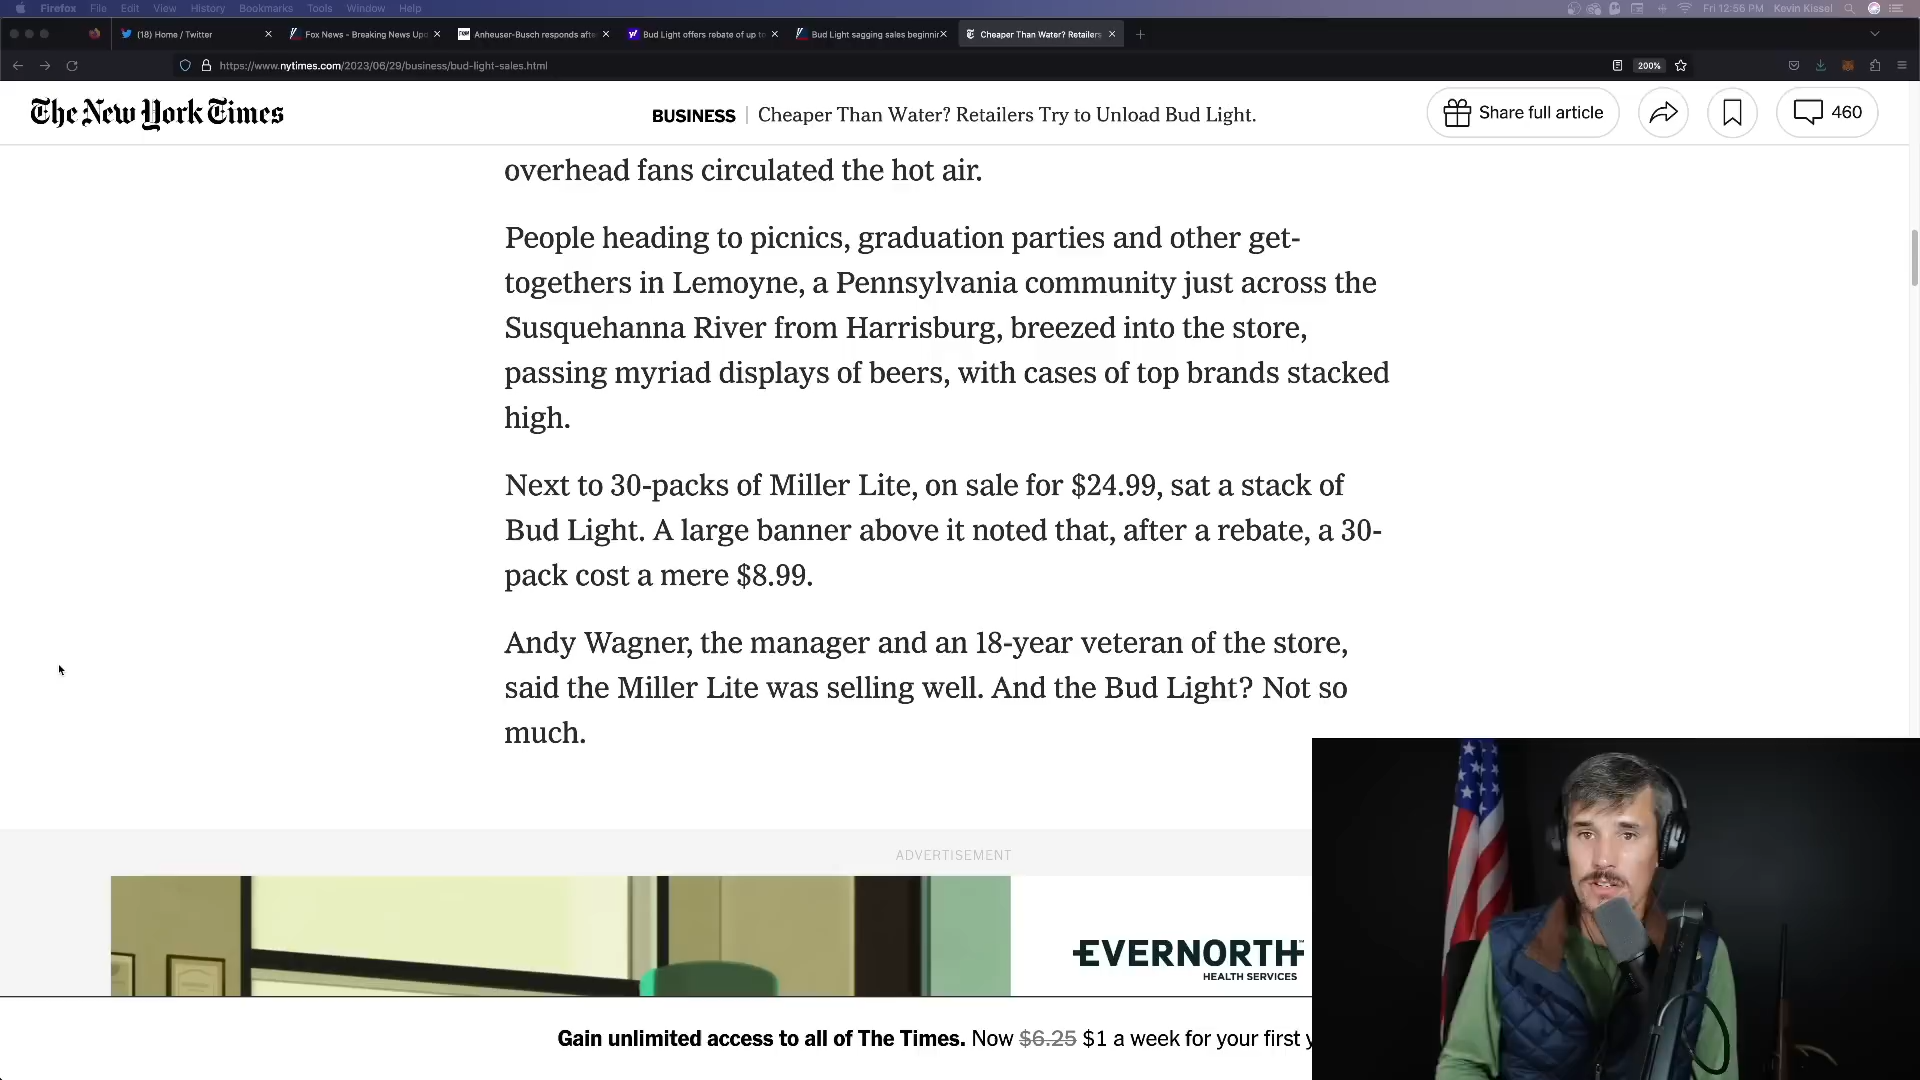 Firefox File Edit View History Bookmarks Tools Window Help Fri 12:56 PM Kevin Kissel
(18) Home / Twitter Fox News - Breaking News Upd Anheuser-Busch responds afte Bud Light offers rebate of up to Bud Light sagging sales beginnin Cheaper Than Water? Retailers
https://www.nytimes.com/2023/06/29/business/bud-light-sales.html 200%
The New York Times BUSINESS | Cheaper Than Water? Retailers Try to Unload Bud Light. Share full article 460
overhead fans circulated the hot air.
People heading to picnics, graduation parties and other get-
togethers in Lemoyne, a Pennsylvania community just across the
Susquehanna River from Harrisburg, breezed into the store,
passing myriad displays of beers, with cases of top brands stacked
high.
Next to 30-packs of Miller Lite, on sale for $24.99, sat a stack of
Bud Light. A large banner above it noted that, after a rebate, a 30-
pack cost a mere $8.99.
Andy Wagner, the manager and an 18-year veteran of the store,
said the Miller Lite was selling well. And the Bud Light? Not so
much.
ADVERTISEMENT
EVERNORTH
HEALTH SERVICES
Gain unlimited access to all of The Times. Now $6.25 $1 a week for your first y